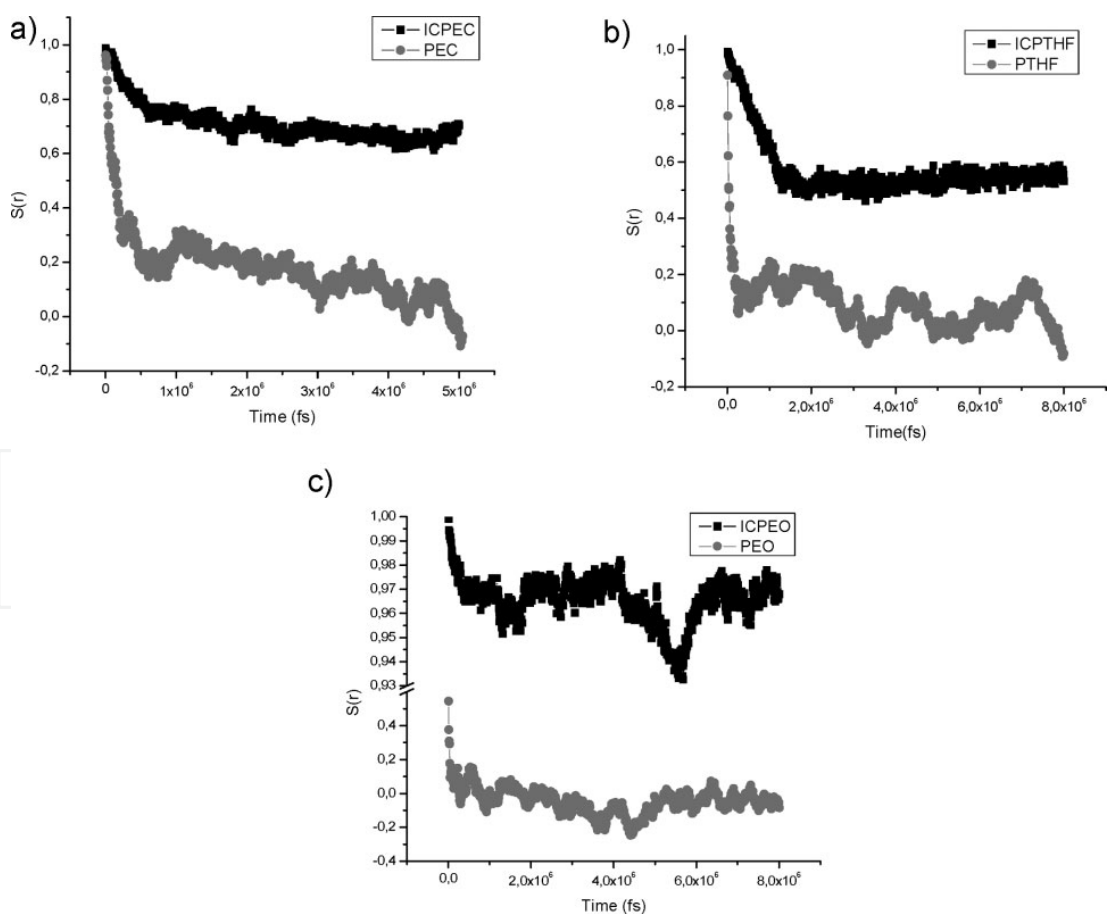 a)
ICPEC
PEC
1,0
0,8
0,6
0,4
0,2
0,0
-0,2
S(r)
0
1x10⁶
2x10⁶
3x10⁶
4x10⁶
5x10⁶
Time (fs)
b)
ICPTHF
PTHF
1,0
0,8
0,6
0,4
0,2
0,0
-0,2
S(r)
0,0
2,0x10⁶
4,0x10⁶
6,0x10⁶
8,0x10⁶
Time(fs)
c)
ICPEO
PEO
1,00
0,99
0,98
0,97
0,96
0,95
0,94
0,93
0,4
0,2
0,0
-0,2
-0,4
S(r)
0,0
2,0x10⁶
4,0x10⁶
6,0x10⁶
8,0x10⁶
Time (fs)